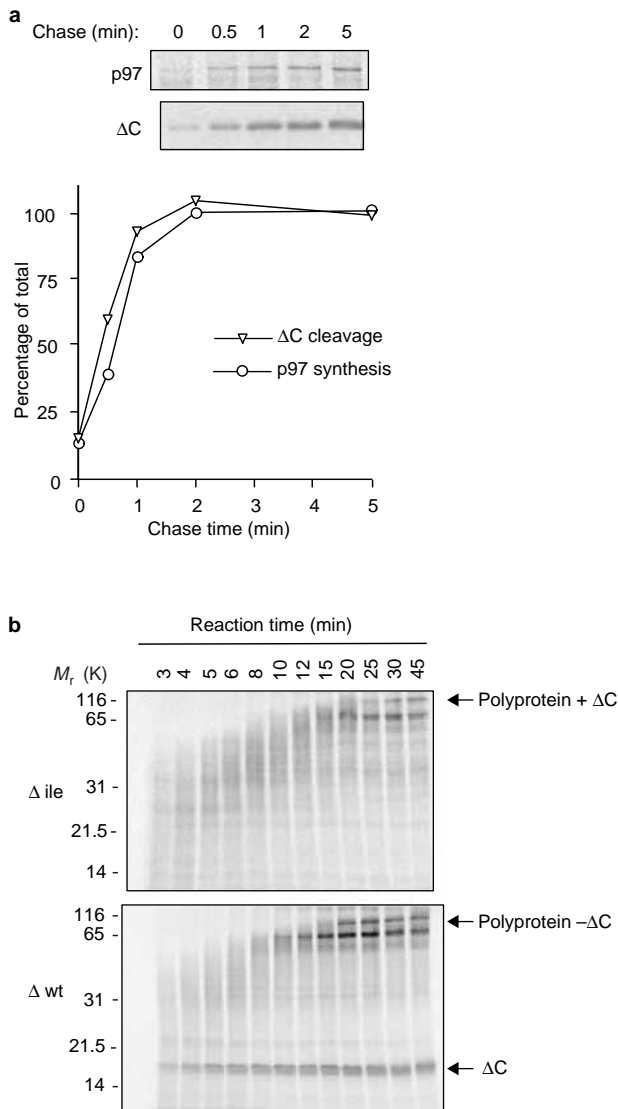 a
Chase (min): 0 0.5 1 2 5
p97
ΔC
100
75
50
25
0
Percentage of total
ΔC cleavage
p97 synthesis
0 1 2 3 4 5
Chase time (min)
b
Reaction time (min)
Mr (K) 3 4 5 6 8 10 12 15 20 25 30 45
116 -
65 -
31 -
21.5 -
14 -
Δ ile
Polyprotein + ΔC
116 -
65 -
31 -
21.5 -
14 -
Δ wt
Polyprotein –ΔC
ΔC